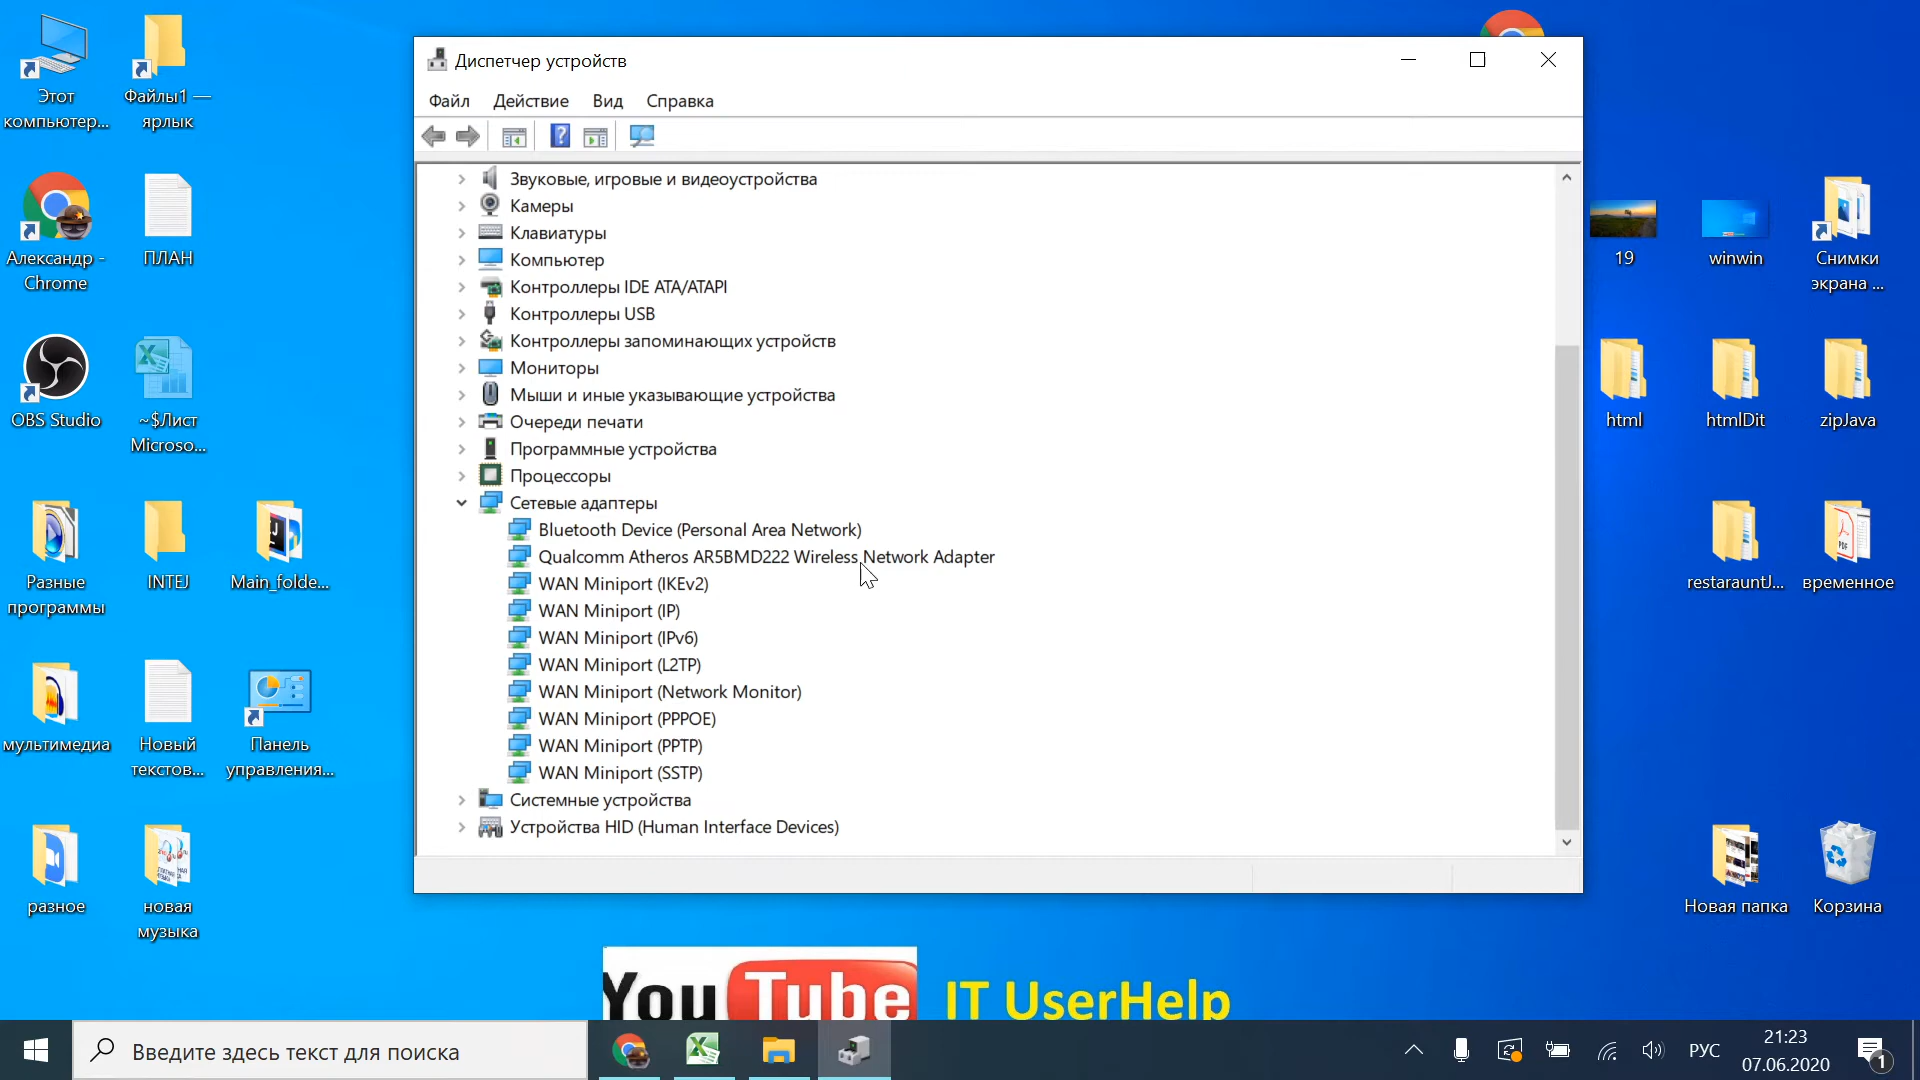 Этот
компьютер...
Файлы1 —
ярлык
Александр -
Chrome
ПЛАН
OBS Studio
~$Лист
Microso...
Разные
программы
INTEJ
Main_folde...
мультимедиа
Новый
текстов...
Панель
управления...
разное
новая
музыка
Диспетчер устройств
Файл Действие Вид Справка
Звуковые, игровые и видеоустройства
Камеры
Клавиатуры
Компьютер
Контроллеры IDE ATA/ATAPI
Контроллеры USB
Контроллеры запоминающих устройств
Мониторы
Мыши и иные указывающие устройства
Очереди печати
Программные устройства
Процессоры
Сетевые адаптеры
Bluetooth Device (Personal Area Network)
Qualcomm Atheros AR5BMD222 Wireless Network Adapter
WAN Miniport (IKEv2)
WAN Miniport (IP)
WAN Miniport (IPv6)
WAN Miniport (L2TP)
WAN Miniport (Network Monitor)
WAN Miniport (PPPOE)
WAN Miniport (PPTP)
WAN Miniport (SSTP)
Системные устройства
Устройства HID (Human Interface Devices)
19
winwin
Снимки
экрана ...
html
htmlDit
zipJava
restarauntJ...
временное
Новая папка
Корзина
YouTube
IT UserHelp
Введите здесь текст для поиска
РУС
21:23
07.06.2020
1